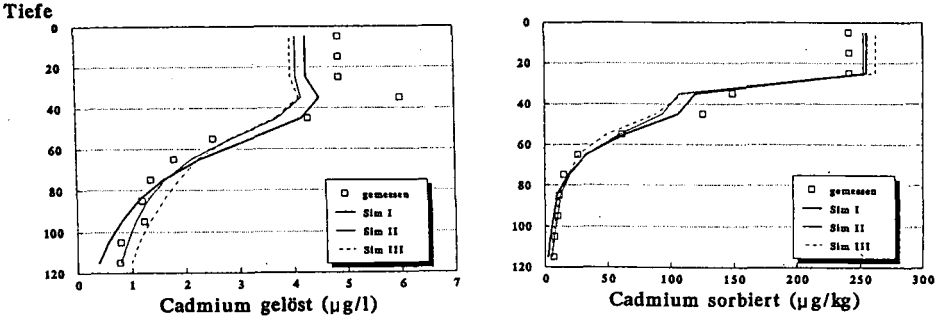 Tiefe
0
20
40
60
80
100
120
0 1 2 3 4 5 6 7
Cadmium gelöst (µg/l)
gemessen
Sim I
Sim II
Sim III
0
20
40
60
80
100
120
0 50 100 150 200 250 300
Cadmium sorbiert (µg/kg)
gemessen
Sim I
Sim II
Sim III